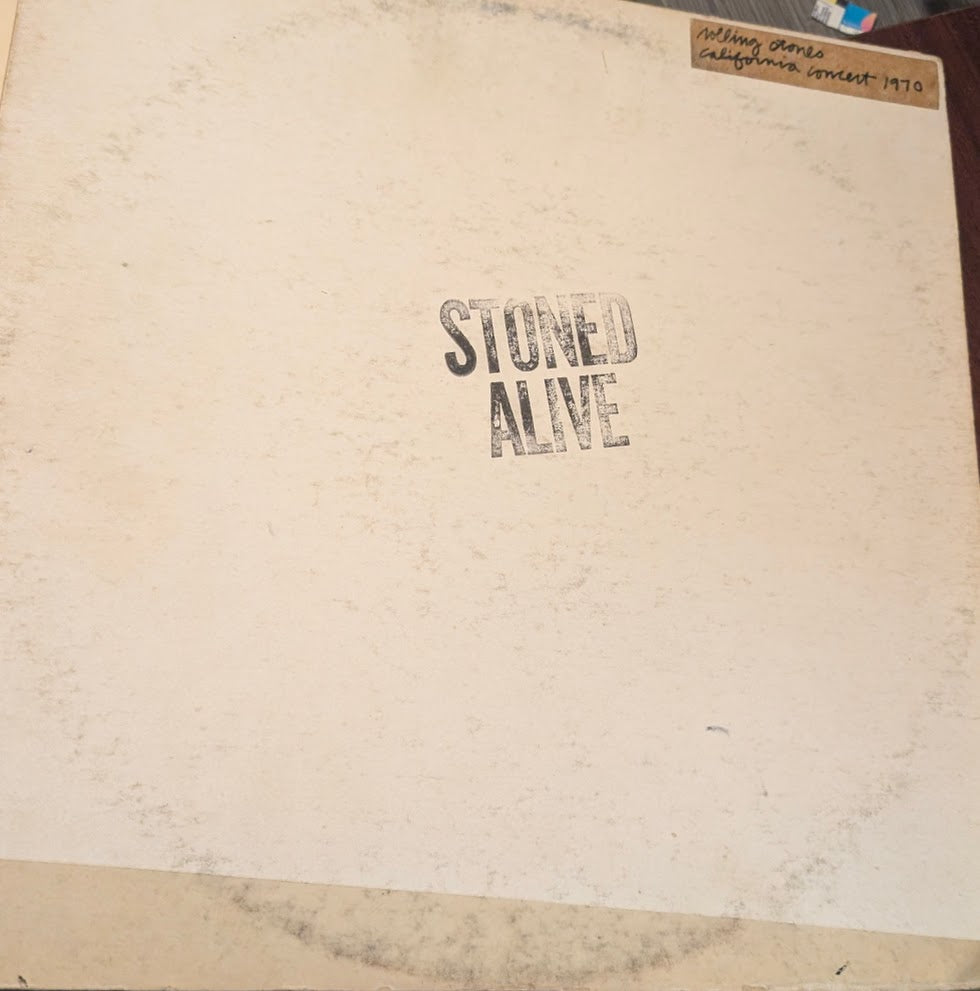 rolling stones
california concert 1970
STONED
ALIVE